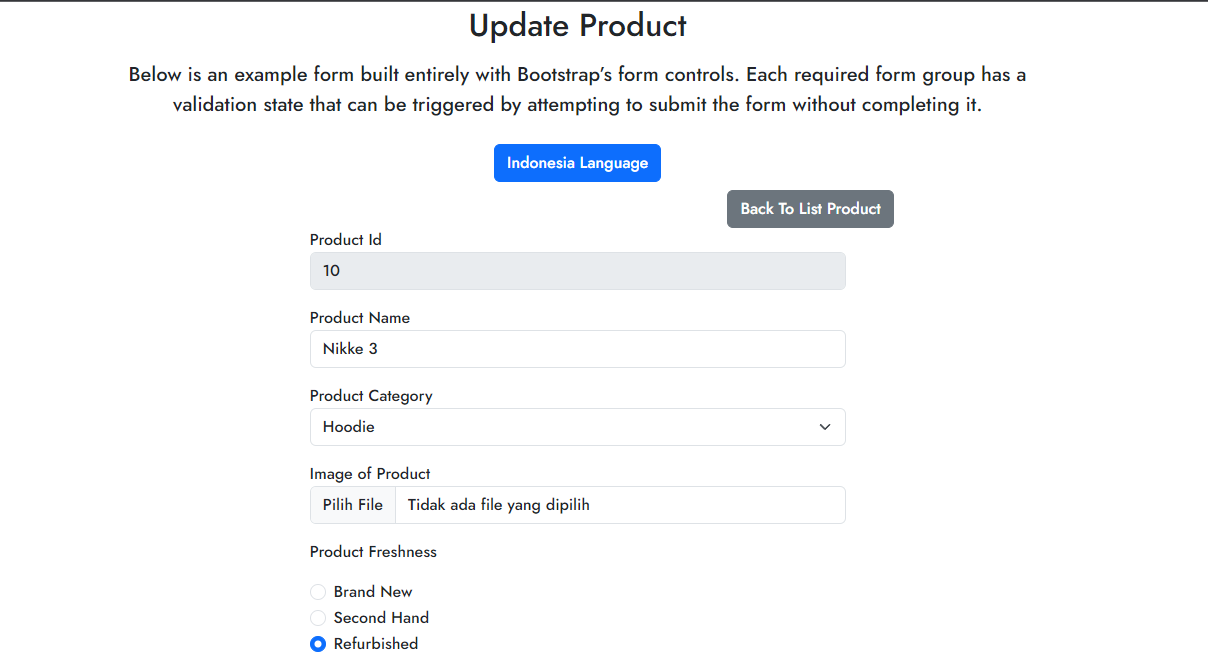 Update Product
Below is an example form built entirely with Bootstrap’s form controls. Each required form group has a
validation state that can be triggered by attempting to submit the form without completing it.
Indonesia Language
Back To List Product
Product Id
10
Product Name
Nikke 3
Product Category
Hoodie
Image of Product
Pilih File Tidak ada file yang dipilih
Product Freshness
Brand New
Second Hand
Refurbished